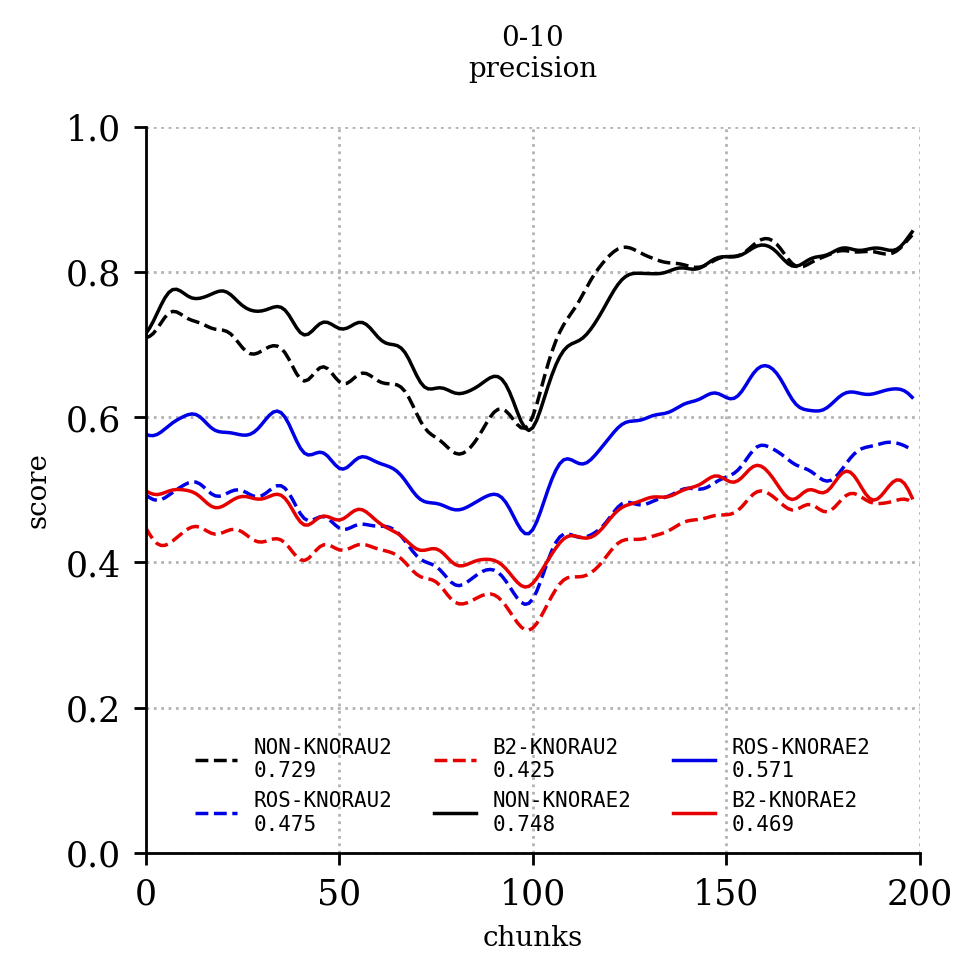 0-10
precision
1.0
0.8
0.6
0.4
0.2
0.0
score
NON-KNORAU2
0.729
ROS-KNORAU2
0.475
B2-KNORAU2
0.425
NON-KNORAE2
0.748
ROS-KNORAE2
0.571
B2-KNORAE2
0.469
0 50 100 150 200
chunks